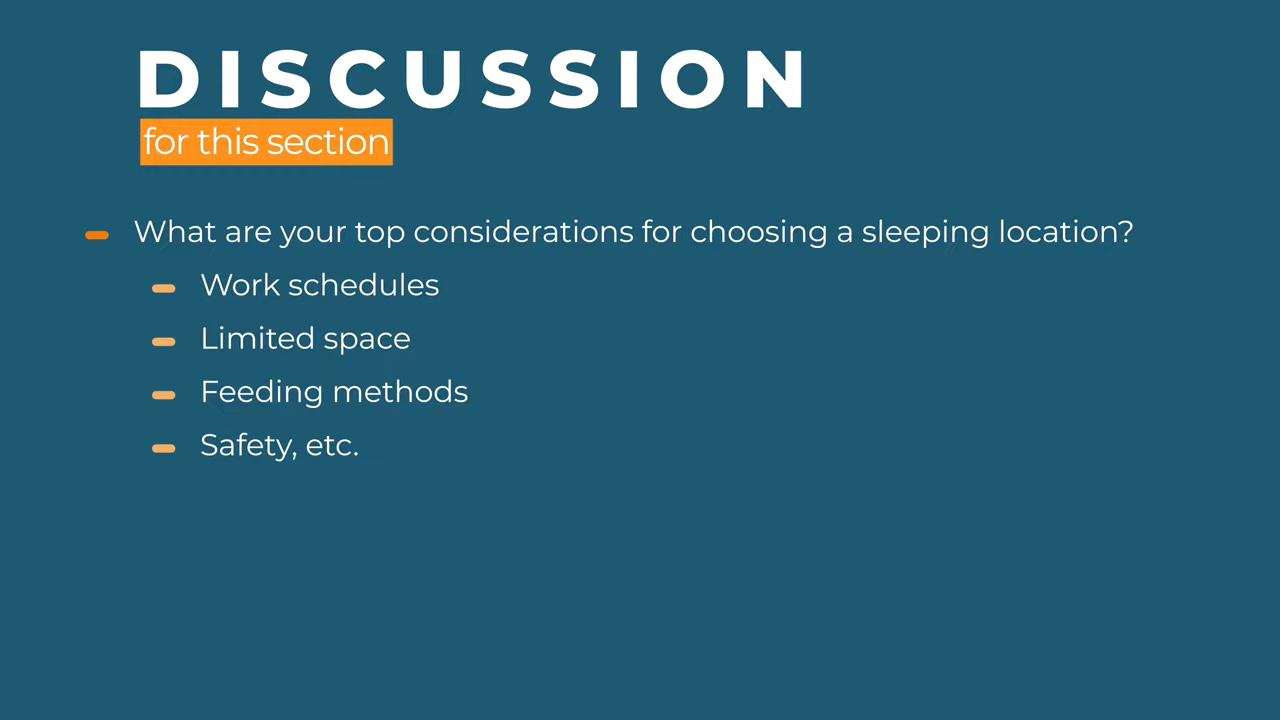 DISCUSSION
for this section
What are your top considerations for choosing a sleeping location?
Work schedules
Limited space
Feeding methods
Safety, etc.